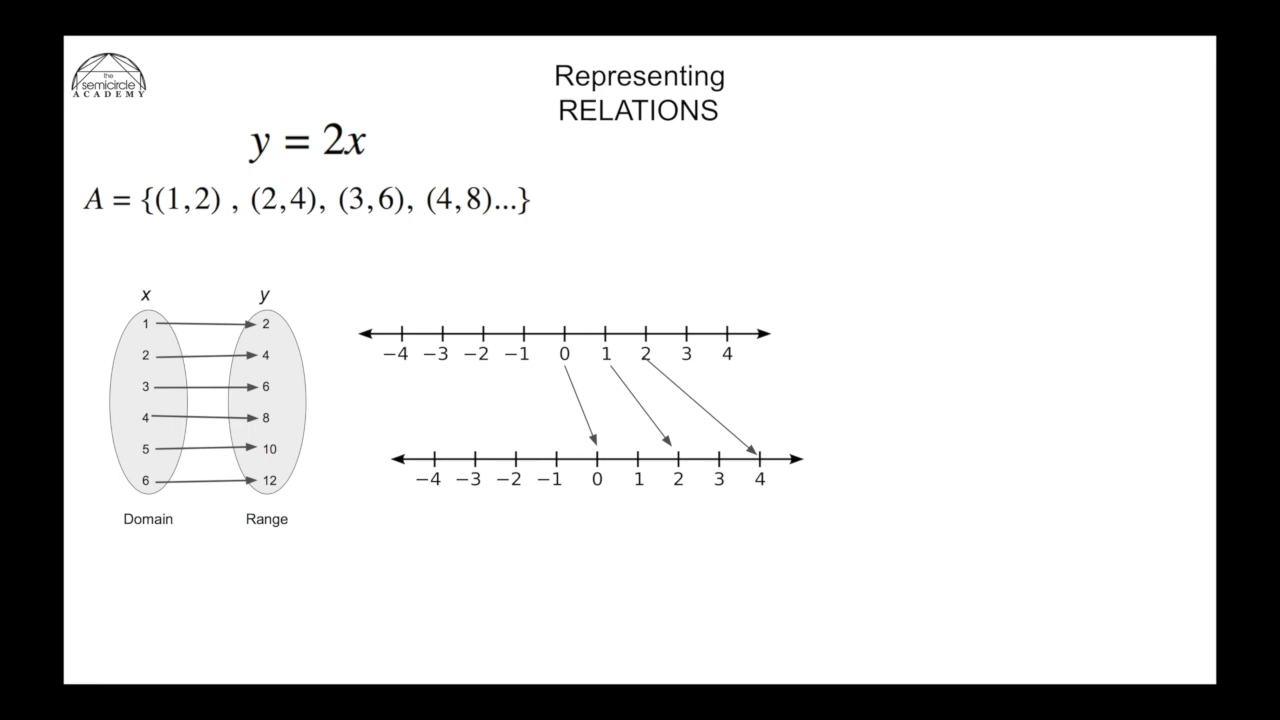 the
semicircle
ACADEMY
Representing
RELATIONS
y = 2x
A = {(1,2) , (2,4), (3,6), (4,8)...}
x y
1 2
2 4
3 6
4 8
5 10
6 12
Domain Range
−4 −3 −2 −1 0 1 2 3 4
−4 −3 −2 −1 0 1 2 3 4